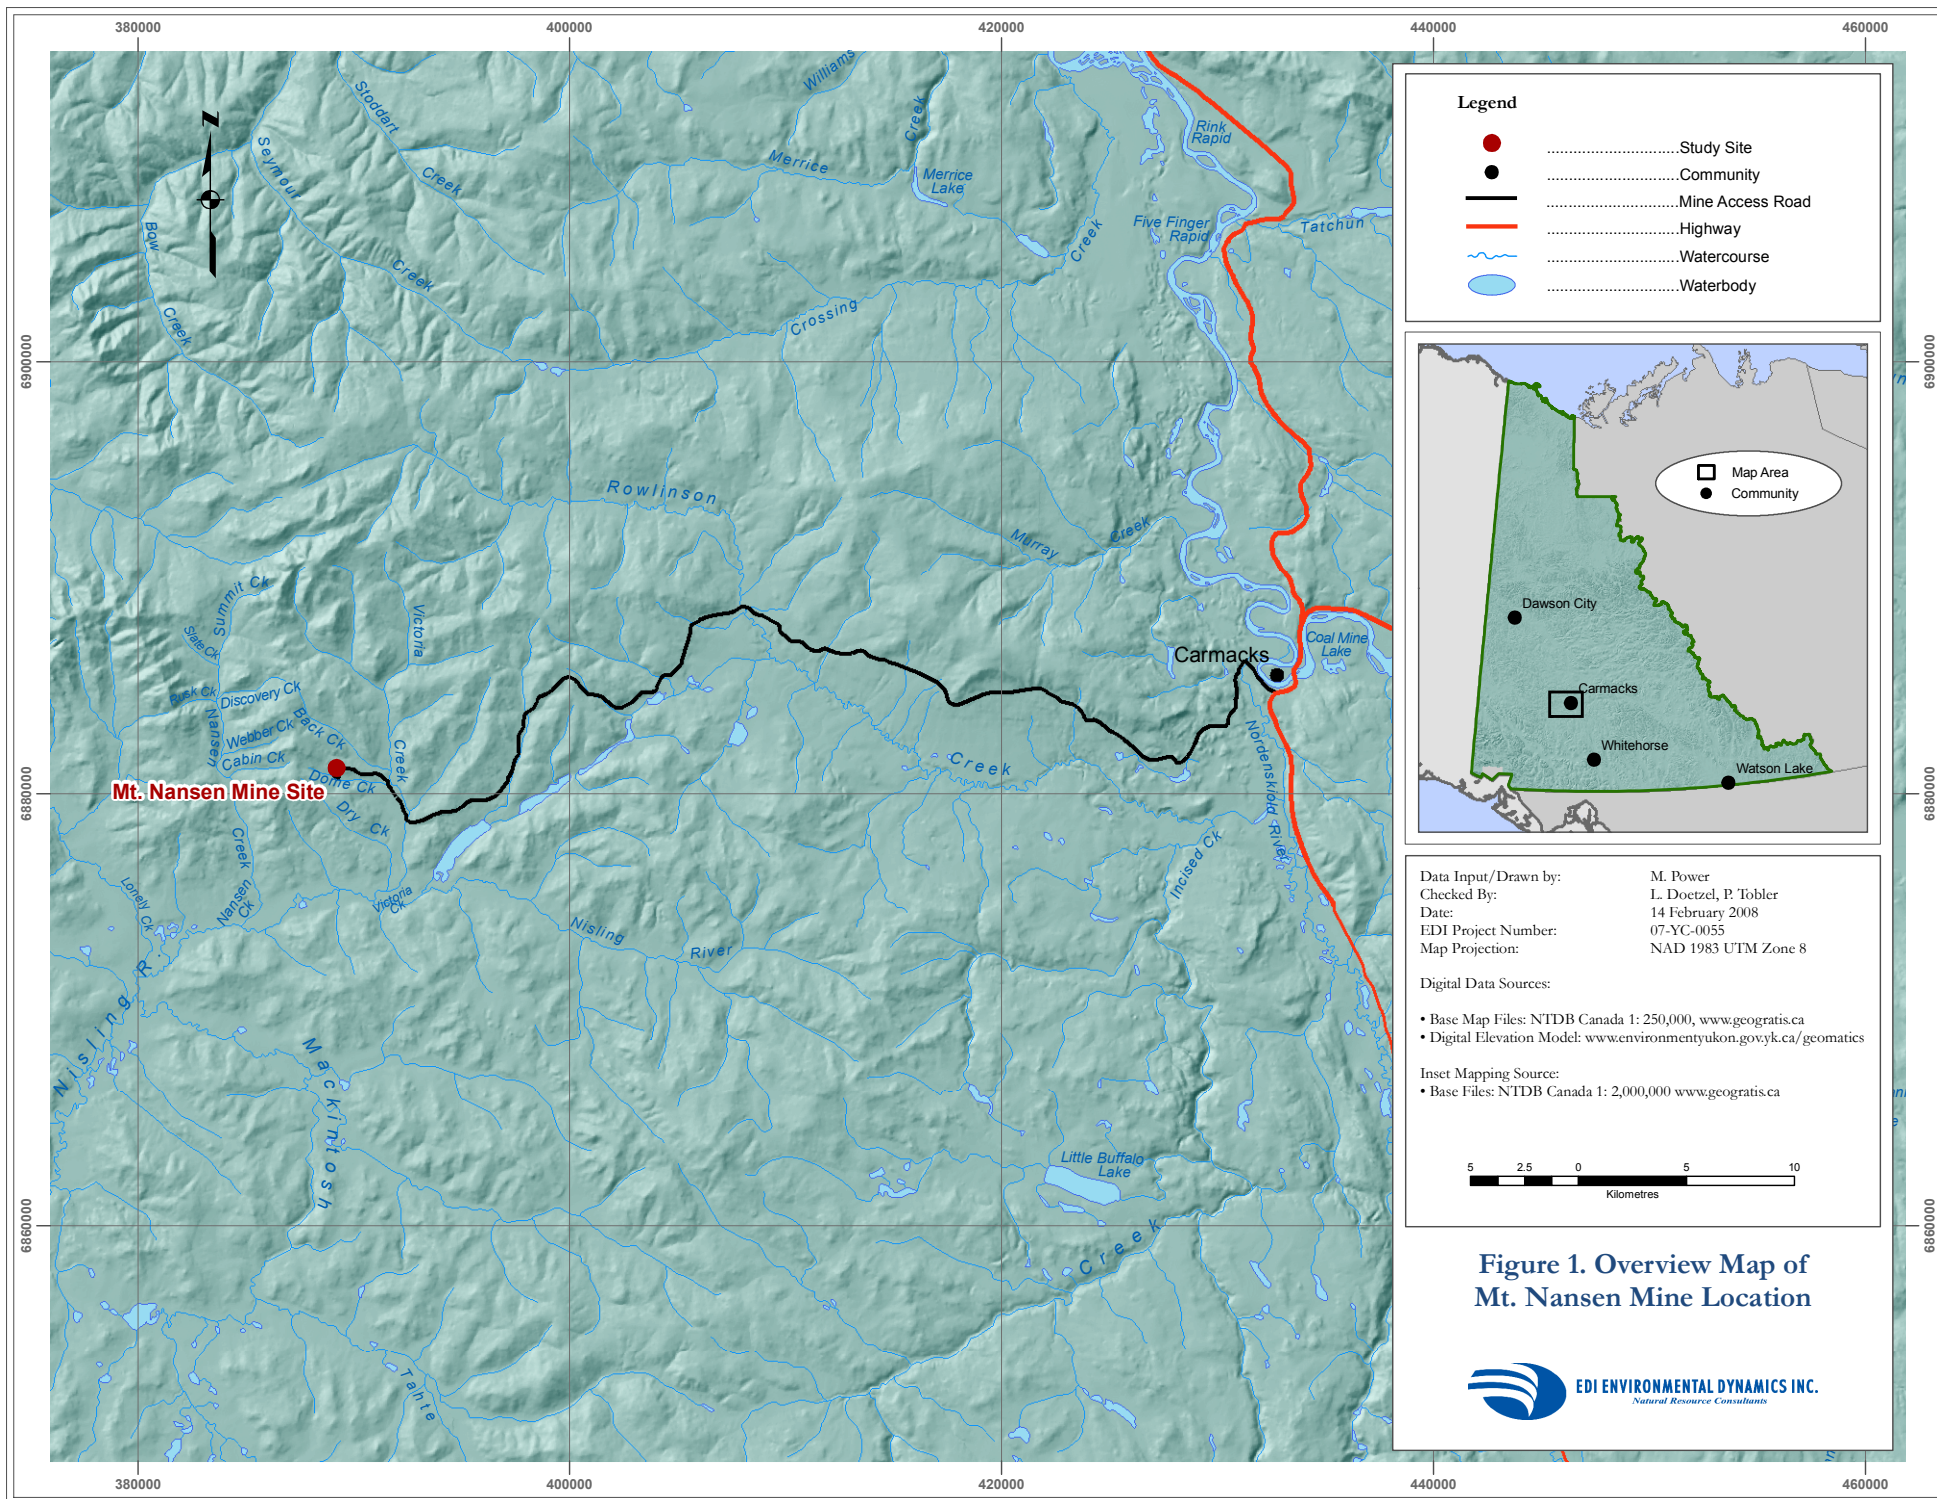 380000
400000
420000
440000
460000
6900000
6880000
6860000
6900000
6880000
6860000
380000
400000
420000
440000
460000
N
Stoddart
Creek
Seymour
Creek
Bow
Creek
Williams
Creek
Merrice
Merrice
Lake
Creek
Crossing
Rink
Rapid
Five Finger
Rapid
Tatchun
Rowlinson
Murray
Creek
Summit Ck
Slate Ck
Victoria
Rusk Ck
Discovery Ck
Nansen
Back Ck
Webber Ck
Cabin Ck
Creek
Dome Ck
Mt. Nansen Mine Site
Dry Ck
Creek
Carmacks
Coal Mine
Lake
Creek
Nordenskiold River
Incised Ck
Lonely Ck
Nansen
Ck
Victoria
Ck
Nisling
River
Nisling R.
Mackintosh
Little Buffalo
Lake
Creek
Tahte
Legend
..............................Study Site
..............................Community
..............................Mine Access Road
..............................Highway
..............................Watercourse
..............................Waterbody
Map Area
Community
Dawson City
Carmacks
Whitehorse
Watson Lake
Data Input/Drawn by: M. Power
Checked By: L. Doetzel, P. Tobler
Date: 14 February 2008
EDI Project Number: 07-YC-0055
Map Projection: NAD 1983 UTM Zone 8
Digital Data Sources:
• Base Map Files: NTDB Canada 1: 250,000, www.geogratis.ca
• Digital Elevation Model: www.environmentyukon.gov.yk.ca/geomatics
Inset Mapping Source:
• Base Files: NTDB Canada 1: 2,000,000 www.geogratis.ca
5 2.5 0 5 10
Kilometres
Figure 1. Overview Map of
Mt. Nansen Mine Location
EDI ENVIRONMENTAL DYNAMICS INC.
Natural Resource Consultants